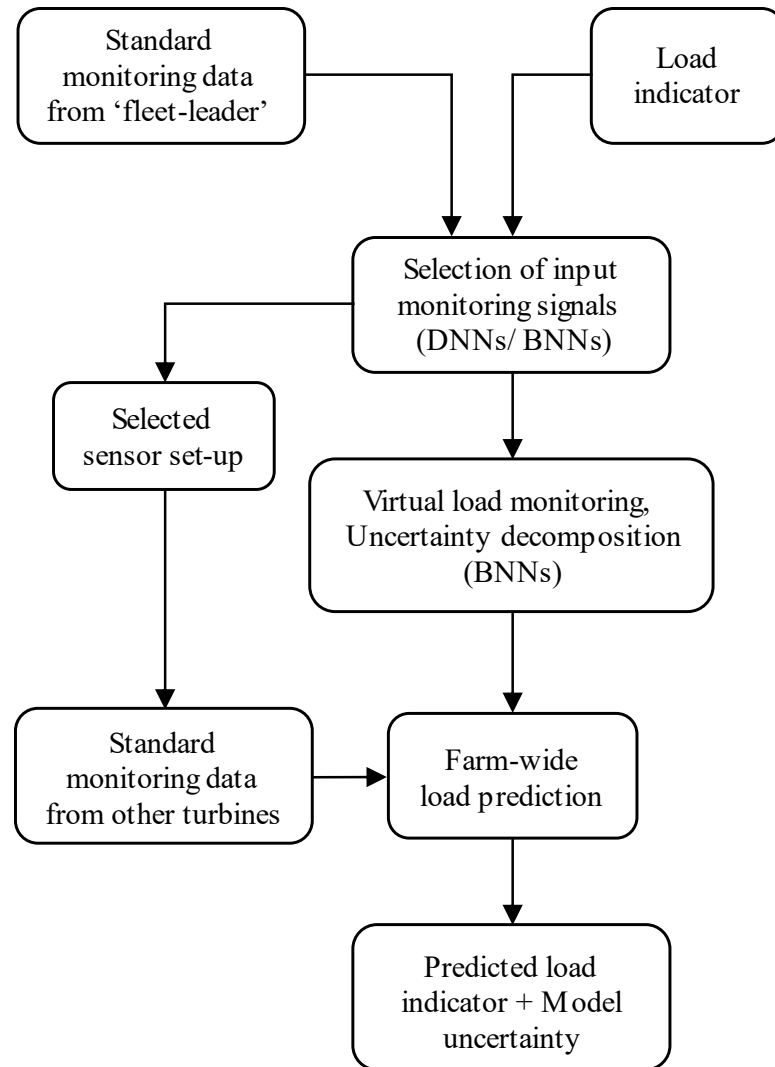 Standard
monitoring data
from ‘fleet-leader’
Load
indicator
Selection of input
monitoring signals
(DNNs/ BNNs)
Selected
sensor set-up
Virtual load monitoring,
Uncertainty decomposition
(BNNs)
Standard
monitoring data
from other turbines
Farm-wide
load prediction
Predicted load
indicator + Model
uncertainty